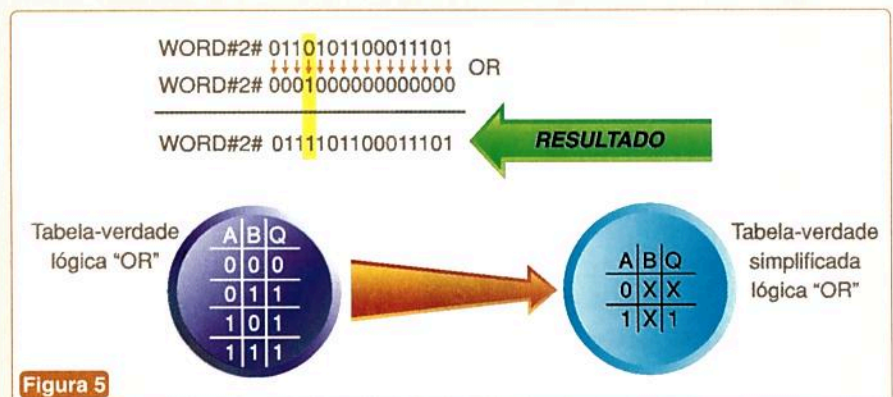 WORD#2# 0110101100011101
OR
WORD#2# 0001000000000000
WORD#2# 0111101100011101
RESULTADO
Tabela-verdade
lógica "OR"
A B Q
0 0 0
0 1 1
1 0 1
1 1 1
A B Q
0 X X
1 X 1
Tabela-verdade
simplificada
lógica "OR"
Figura 5